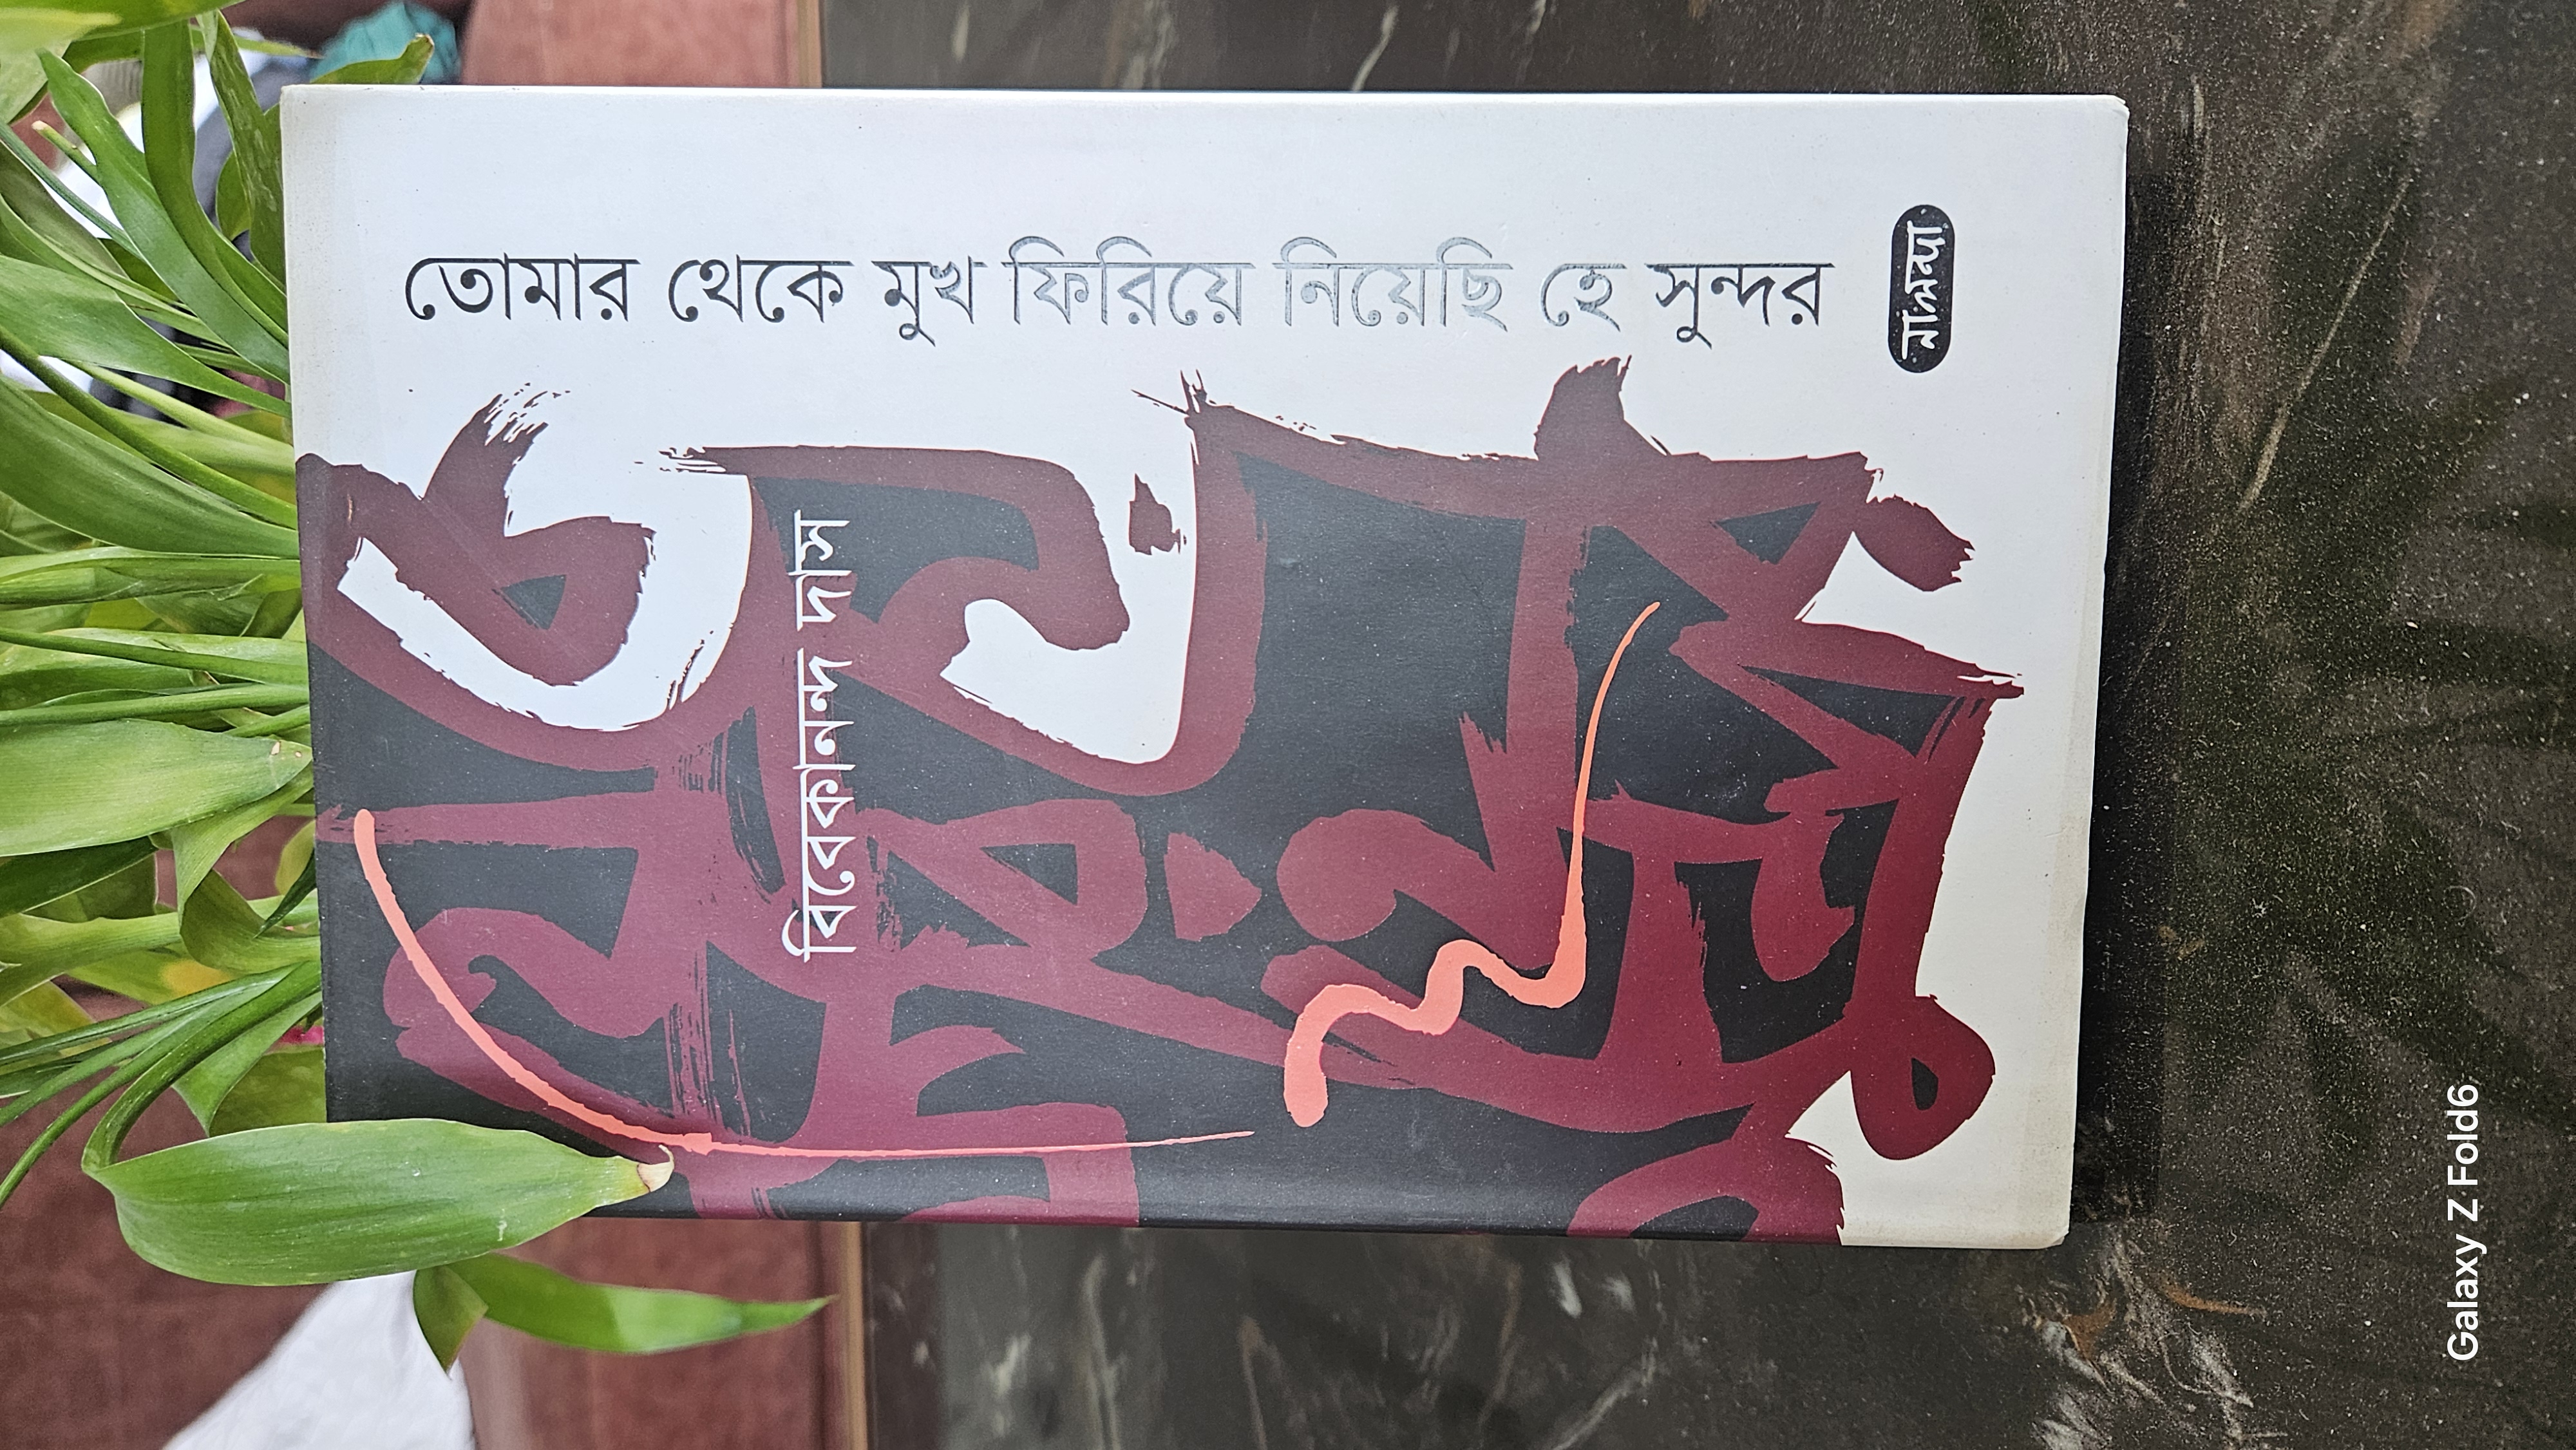 তোমার থেকে মুখ ফিরিয়ে নিয়েছি হে সুন্দর
বিবেকানন্দ দাস
নালন্দা
Galaxy Z Fold6